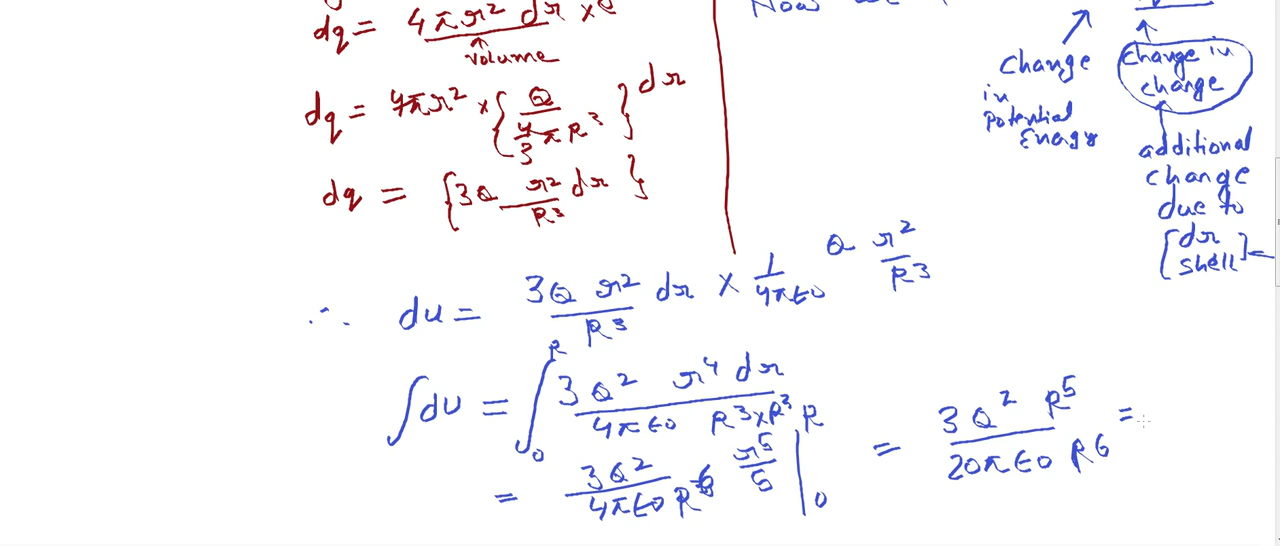 dq = 4πr² dr × ρ
volume
dq = 4πr² × { Q / (4/3 πR³) } dr
dq = { 3Q r² dr / R³ }
Now
change in potential Energy
change in change
additional change due to [dr shell]
∴ du = 3Q r² / R³ dr × 1 / 4πε0 Q r² / R³
∫du = ∫₀ᴿ 3Q² r⁴ dr / 4πε0 R³×R³
= 3Q² / 4πε0 R⁶ r⁵/5 |₀ᴿ = 3Q² R⁵ / 20πε0 R⁶ =